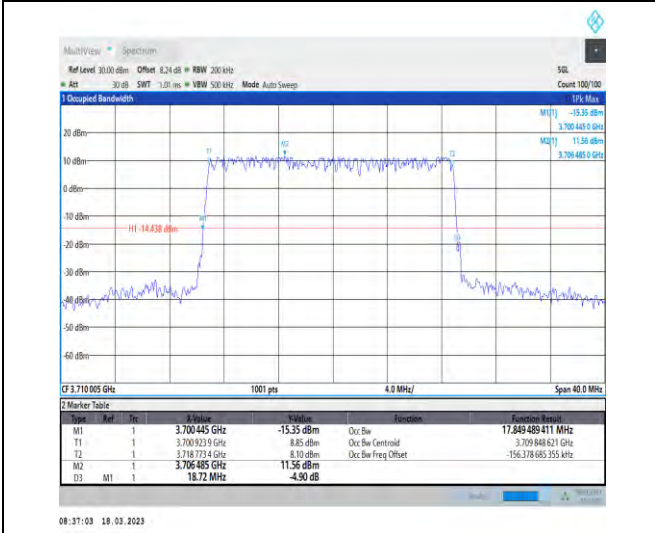 MultiView Spectrum
Ref Level 30.00 dBm Offset 8.24 dB RBW 200 kHz SGL
Att 30 dB SWT 1.01 ms VBW 500 kHz Mode Auto Sweep Count 100/100
1 Occupied Bandwidth 1Pk Max
M1[1] -15.35 dBm
3.700 445 0 GHz
M2[1] 11.56 dBm
3.706 485 0 GHz
20 dBm
T1 M2 T2
10 dBm
0 dBm
-10 dBm
M1
H1 -14.438 dBm
-20 dBm
D3
-30 dBm
-40 dBm
-50 dBm
-60 dBm
CF 3.710 005 GHz 1001 pts 4.0 MHz/ Span 40.0 MHz
2 Marker Table
Type Ref Trc X-Value Y-Value Function Function Result
M1 1 3.700 445 GHz -15.35 dBm Occ Bw 17.849 489 411 MHz
T1 1 3.700 923 9 GHz 8.85 dBm Occ Bw Centroid 3.709 848 621 GHz
T2 1 3.718 773 4 GHz 8.10 dBm Occ Bw Freq Offset -156.378 685 355 kHz
M2 1 3.706 485 GHz 11.56 dBm
D3 M1 1 18.72 MHz -4.90 dB
08:37:03 18.03.2023